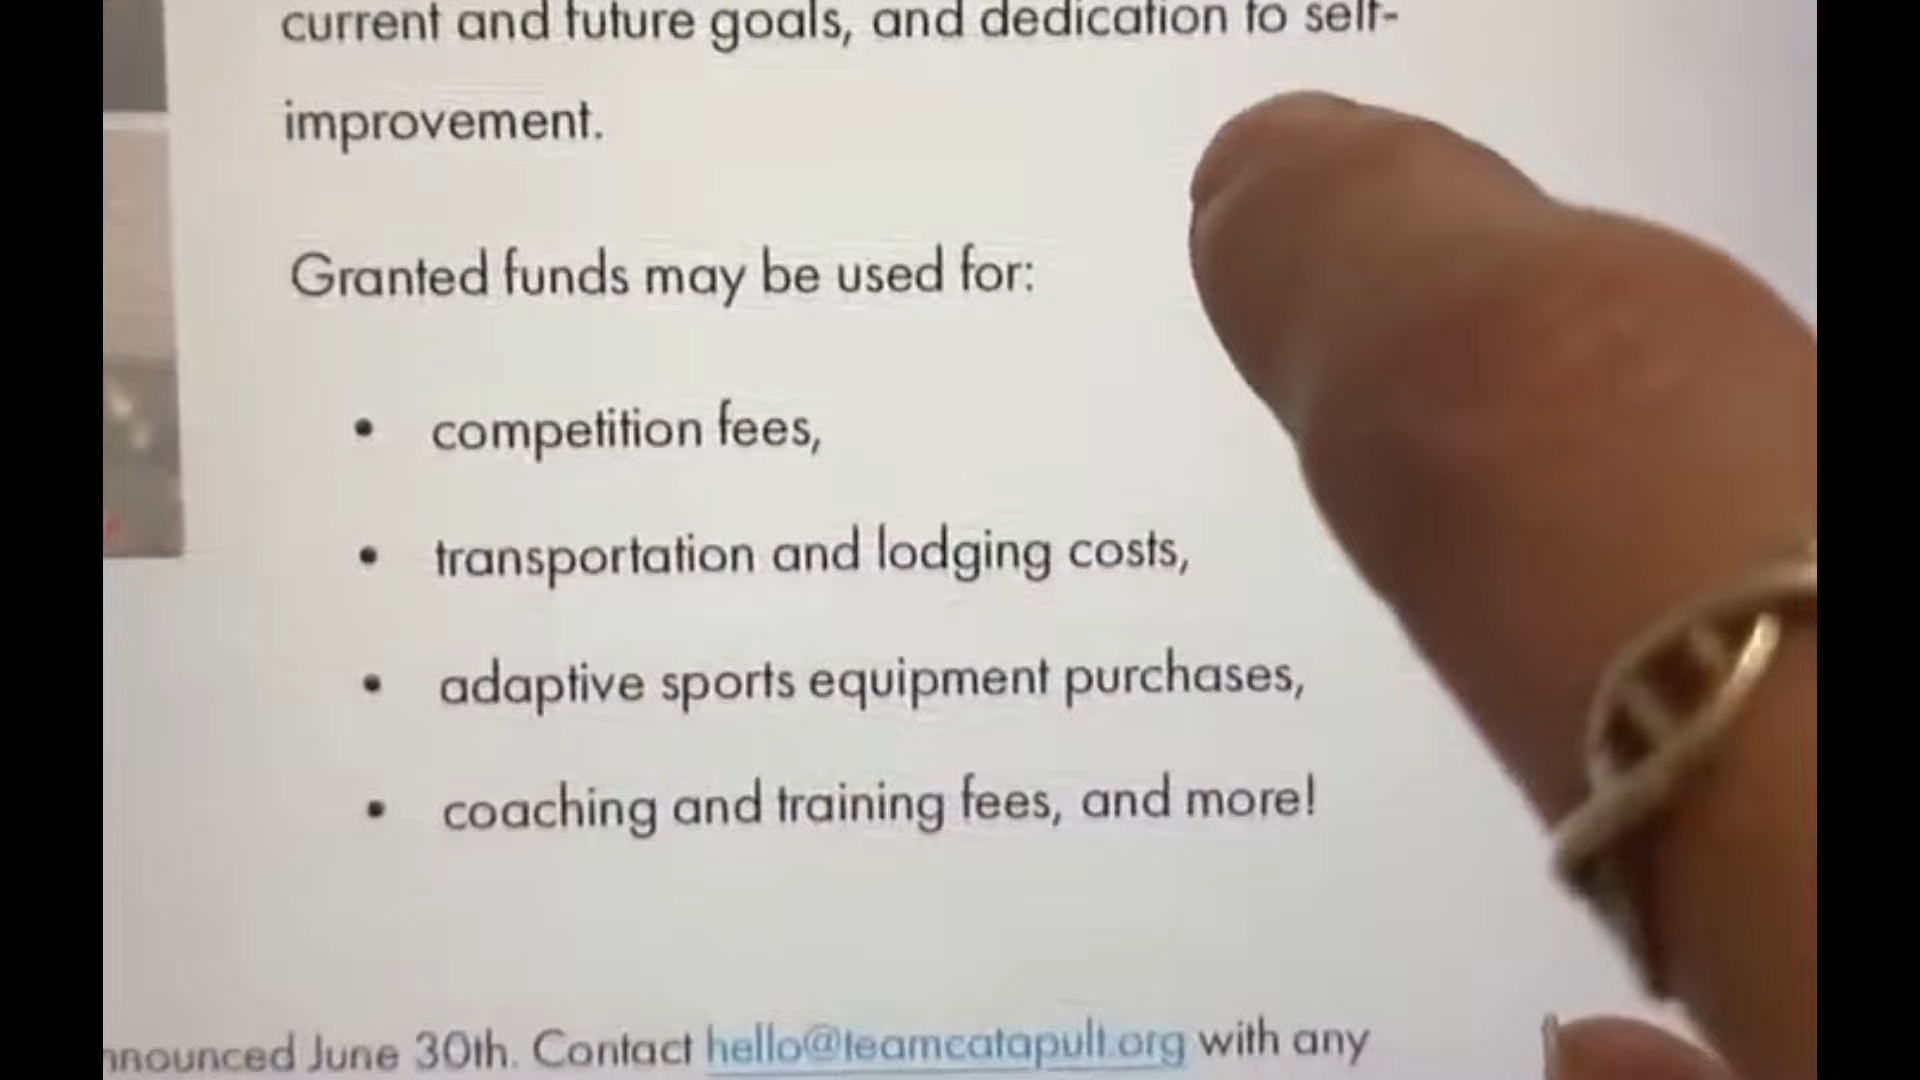 current and future goals, and dedication to self-
improvement.
Granted funds may be used for:
• competition fees,
• transportation and lodging costs,
• adaptive sports equipment purchases,
• coaching and training fees, and more!
nnounced June 30th. Contact hello@teamcatapult.org with any